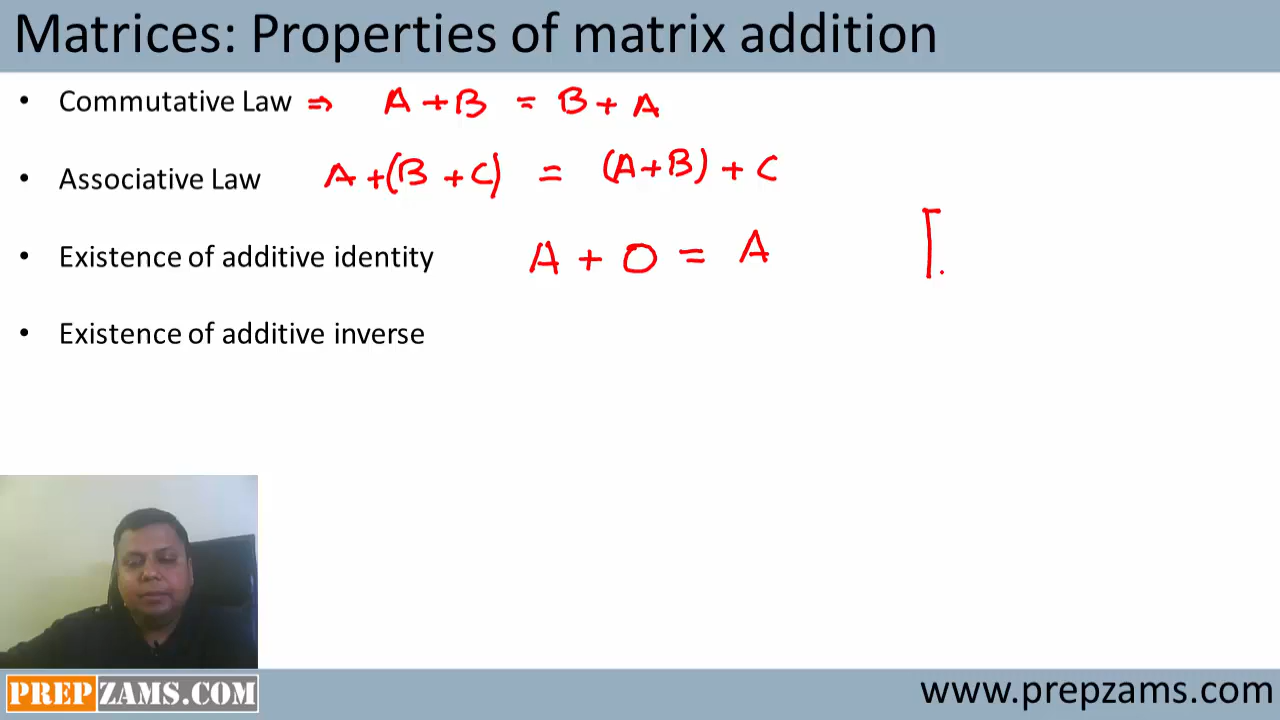 Matrices: Properties of matrix addition
• Commutative Law ⇒ A + B = B + A
• Associative Law A + (B + C) = (A + B) + C
• Existence of additive identity A + O = A [
• Existence of additive inverse
PREPZAMS.COM
www.prepzams.com